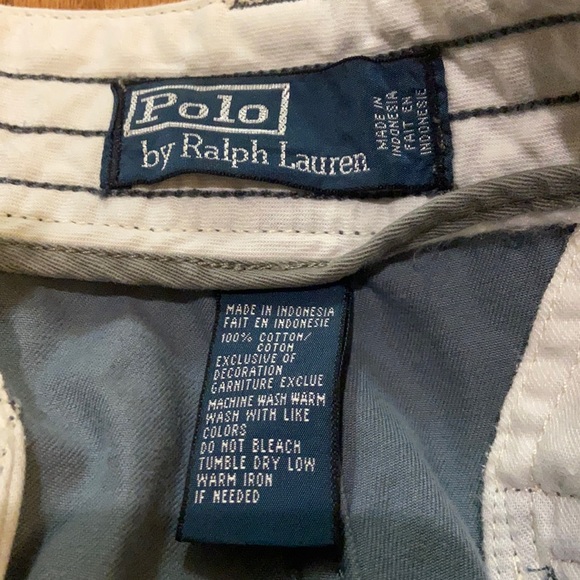 Polo
by Ralph Lauren
MADE IN
INDONESIA
FAIT EN
INDONESIE
MADE IN INDONESIA
FAIT EN INDONESIE
100% COTTON/
COTON
EXCLUSIVE OF
DECORATION
GARNITURE EXCLUE
MACHINE WASH WARM
WASH WITH LIKE
COLORS
DO NOT BLEACH
TUMBLE DRY LOW
WARM IRON
IF NEEDED